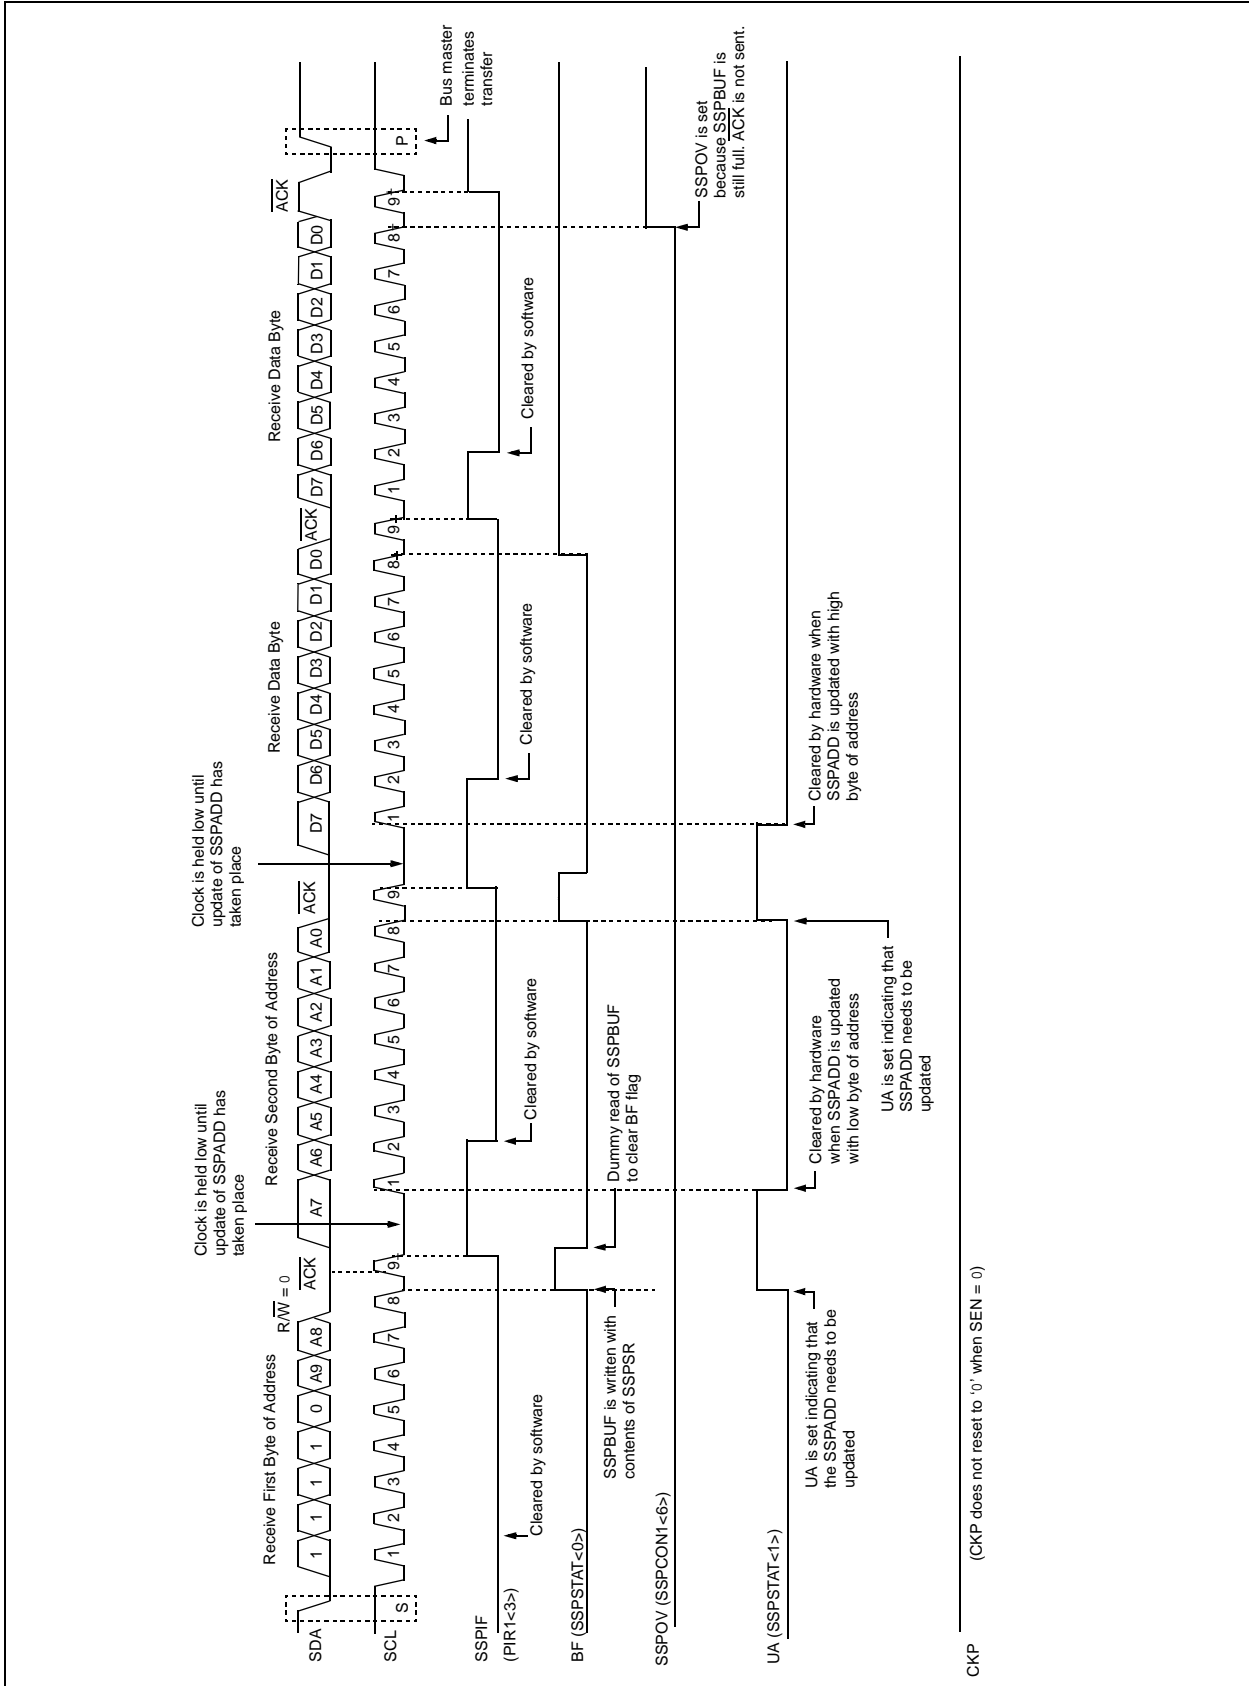 Receive First Byte of Address
R/W = 0
ACK
Clock is held low until
update of SSPADD has
taken place
Receive Second Byte of Address
ACK
Clock is held low until
update of SSPADD has
taken place
Receive Data Byte
ACK
Receive Data Byte
ACK
SDA
1
1
1
1
0
A9
A8
A7
A6
A5
A4
A3
A2
A1
A0
D7
D6
D5
D4
D3
D2
D1
D0
D7
D6
D5
D4
D3
D2
D1
D0
SCL
S
1
2
3
4
5
6
7
8
9
1
2
3
4
5
6
7
8
9
1
2
3
4
5
6
7
8
9
1
2
3
4
5
6
7
8
9
P
Bus master
terminates
transfer
SSPIF
(PIR1<3>)
Cleared by software
Cleared by software
Cleared by software
Cleared by software
BF (SSPSTAT<0>)
SSPBUF is written with
contents of SSPSR
Dummy read of SSPBUF
to clear BF flag
SSPOV (SSPCON1<6>)
SSPOV is set
because SSPBUF is
still full. ACK is not sent.
UA (SSPSTAT<1>)
UA is set indicating that
the SSPADD needs to be
updated
Cleared by hardware
when SSPADD is updated
with low byte of address
UA is set indicating that
SSPADD needs to be
updated
Cleared by hardware when
SSPADD is updated with high
byte of address
CKP
(CKP does not reset to ‘0’ when SEN = 0)